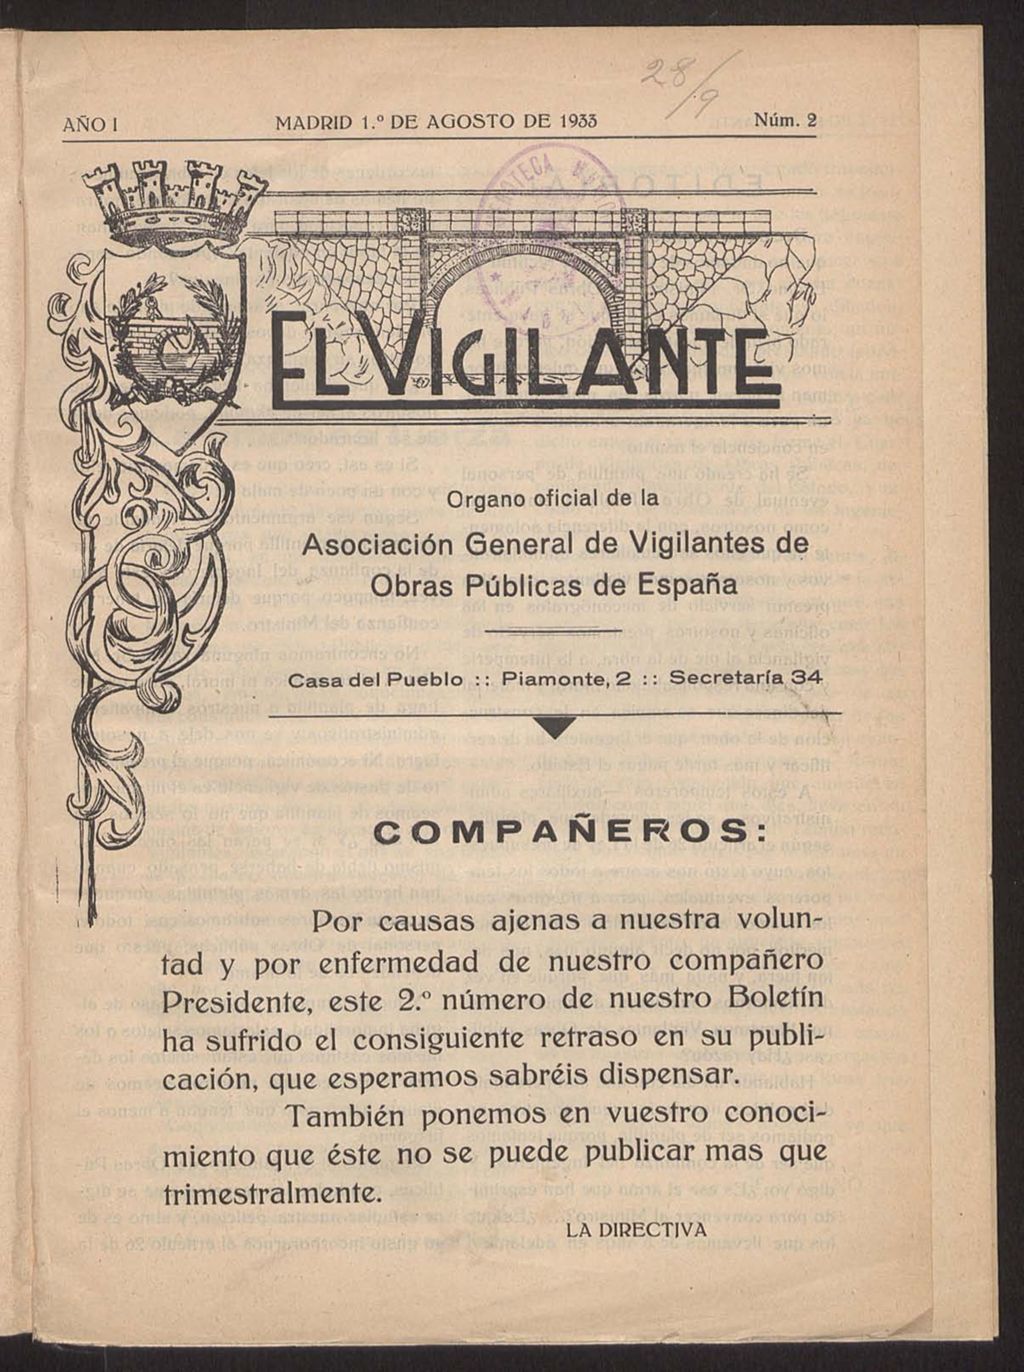 28/9
AÑO I MADRID 1.º DE AGOSTO DE 1933 Núm. 2
EL VIGILANTE
Organo oficial de la
Asociación General de Vigilantes de
Obras Públicas de España
Casa del Pueblo :: Piamonte, 2 :: Secretaría 34
COMPAÑEROS:
Por causas ajenas a nuestra volun-
tad y por enfermedad de nuestro compañero
Presidente, este 2.º número de nuestro Boletín
ha sufrido el consiguiente retraso en su publi-
cación, que esperamos sabréis dispensar.
También ponemos en vuestro conoci-
miento que éste no se puede publicar mas que
trimestralmente.
LA DIRECTIVA